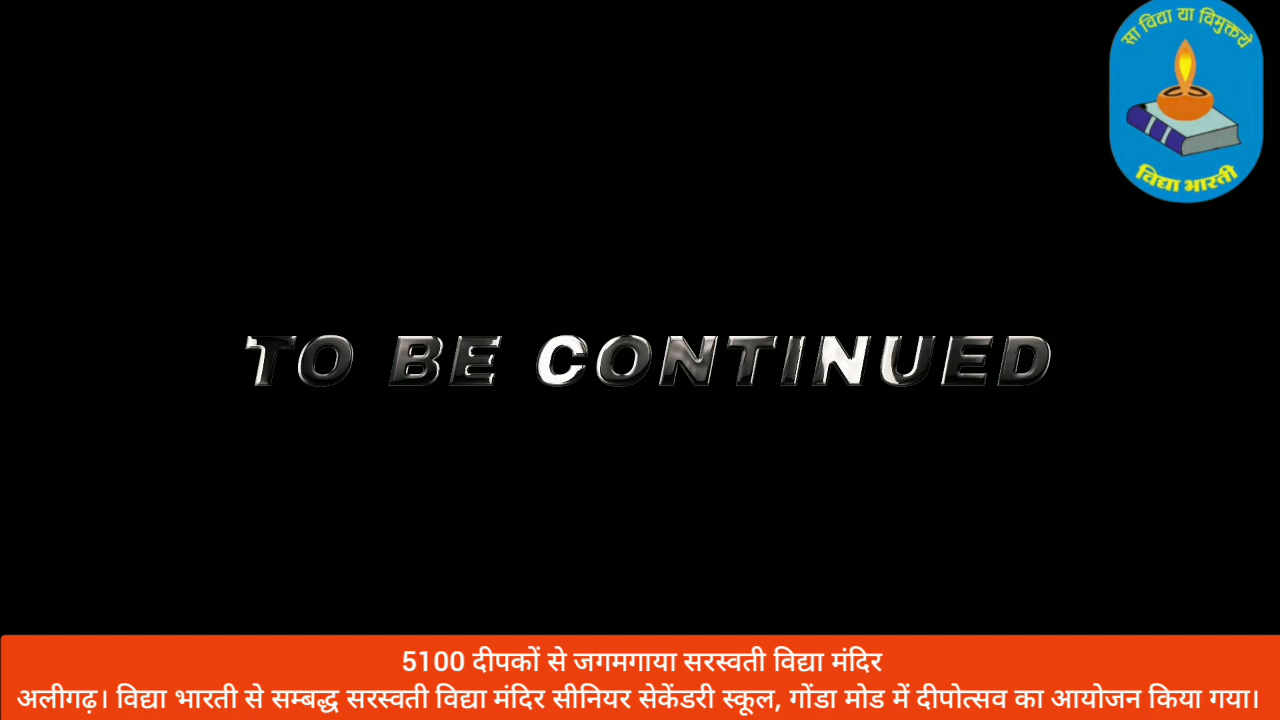 सा विद्या या विमुक्तये
विद्या भारती
TO BE CONTINUED
5100 दीपकों से जगमगाया सरस्वती विद्या मंदिर
अलीगढ़। विद्या भारती से सम्बद्ध सरस्वती विद्या मंदिर सीनियर सेकेंडरी स्कूल, गोंडा मोड में दीपोत्सव का आयोजन किया गया।